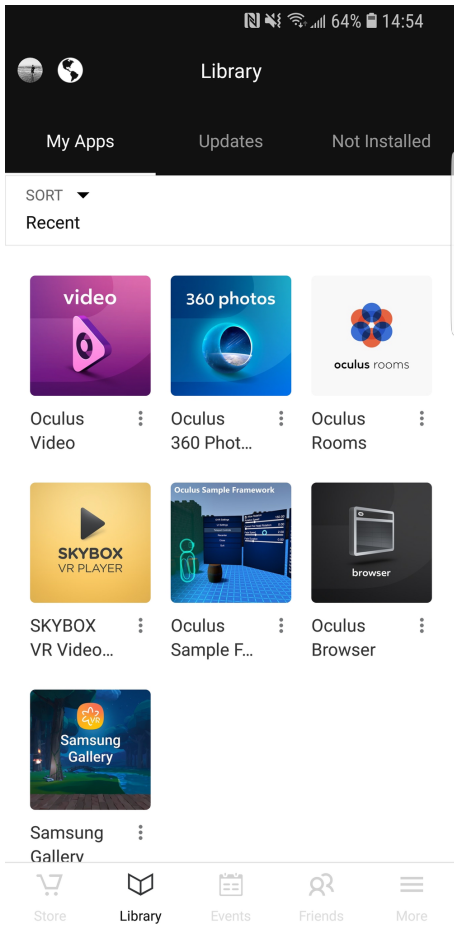 64% 14:54
Library
My Apps Updates Not Installed
SORT
Recent
video
360 photos
oculus rooms
Oculus
Video
Oculus
360 Phot...
Oculus
Rooms
SKYBOX
VR PLAYER
Oculus Sample Framework
browser
SKYBOX
VR Video...
Oculus
Sample F...
Oculus
Browser
VR
Samsung
Gallery
Samsung
Gallery
Store Library Events Friends More